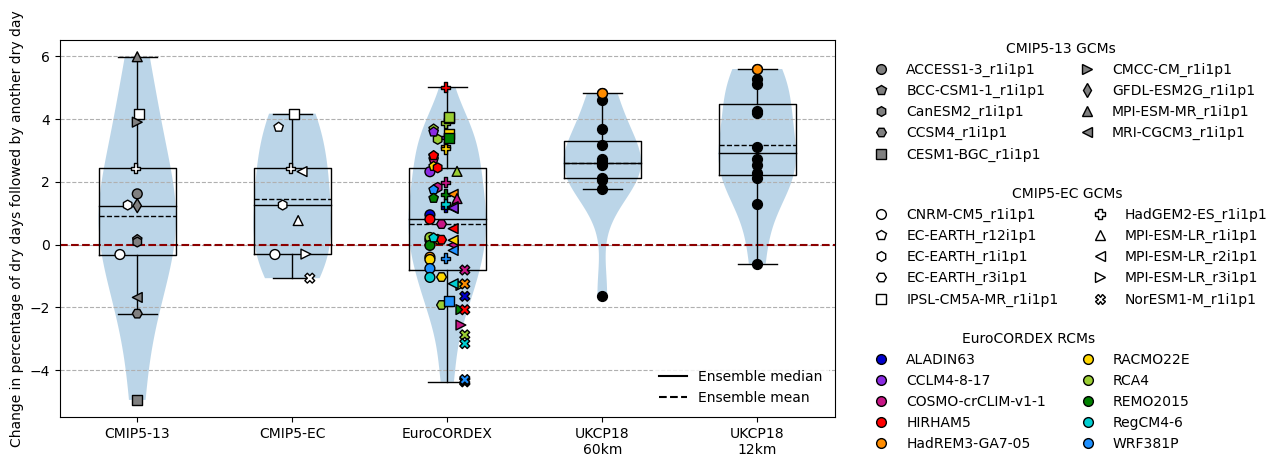 Change in percentage of dry days followed by another dry day
6
4
2
0
−2
−4
CMIP5-13
CMIP5-EC
EuroCORDEX
UKCP18
60km
UKCP18
12km
Ensemble median
Ensemble mean
CMIP5-13 GCMs
ACCESS1-3_r1i1p1
BCC-CSM1-1_r1i1p1
CanESM2_r1i1p1
CCSM4_r1i1p1
CESM1-BGC_r1i1p1
CMCC-CM_r1i1p1
GFDL-ESM2G_r1i1p1
MPI-ESM-MR_r1i1p1
MRI-CGCM3_r1i1p1
CMIP5-EC GCMs
CNRM-CM5_r1i1p1
EC-EARTH_r12i1p1
EC-EARTH_r1i1p1
EC-EARTH_r3i1p1
IPSL-CM5A-MR_r1i1p1
HadGEM2-ES_r1i1p1
MPI-ESM-LR_r1i1p1
MPI-ESM-LR_r2i1p1
MPI-ESM-LR_r3i1p1
NorESM1-M_r1i1p1
EuroCORDEX RCMs
ALADIN63
CCLM4-8-17
COSMO-crCLIM-v1-1
HIRHAM5
HadREM3-GA7-05
RACMO22E
RCA4
REMO2015
RegCM4-6
WRF381P